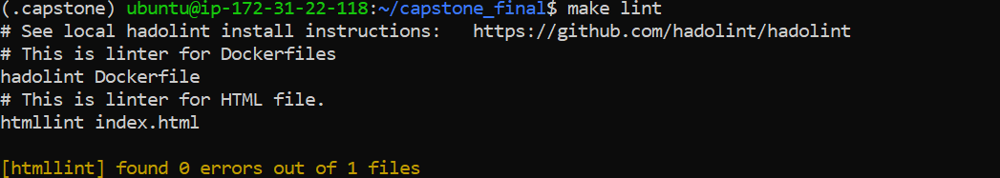 (.capstone) ubuntu@ip-172-31-22-118:~/capstone_final$ make lint
# See local hadolint install instructions:   https://github.com/hadolint/hadolint
# This is linter for Dockerfiles
hadolint Dockerfile
# This is linter for HTML file.
htmllint index.html

[htmllint] found 0 errors out of 1 files